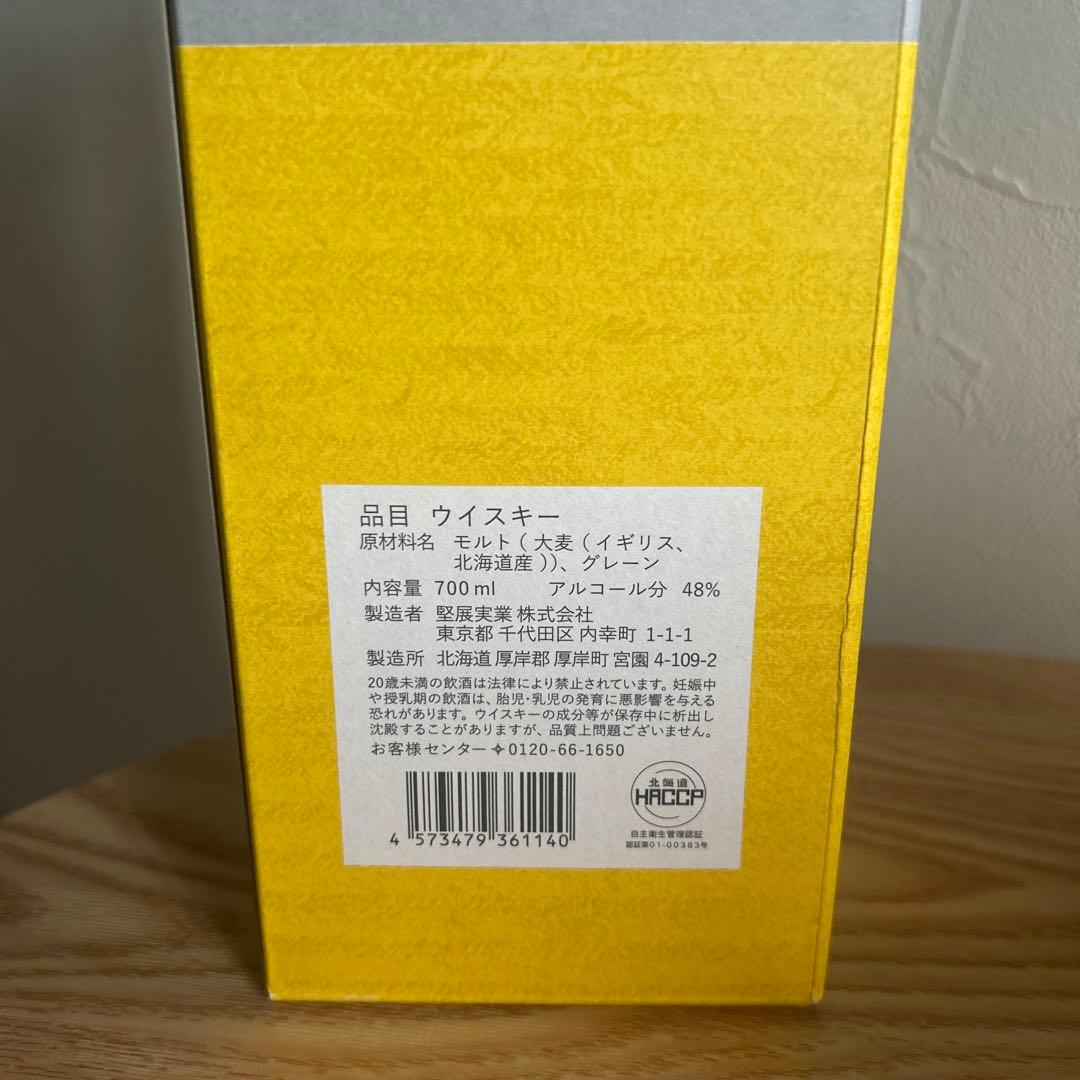 品目 ウイスキー
原材料名 モルト ( 大麦 ( イギリス、
北海道産 ))、グレーン
内容量 700 ml アルコール分 48%
製造者 堅展実業 株式会社
東京都 千代田区 内幸町 1-1-1
製造所 北海道 厚岸郡 厚岸町 宮園 4-109-2
20歳未満の飲酒は法律により禁止されています。妊娠中
や授乳期の飲酒は、胎児・乳児の発育に悪影響を与える
恐れがあります。ウイスキーの成分等が保存中に析出し
沈殿することがありますが、品質上問題ございません。
お客様センター✧0120-66-1650
4 573479 361140
北海道
HACCP
自主衛生管理認証
認証第01-00383号